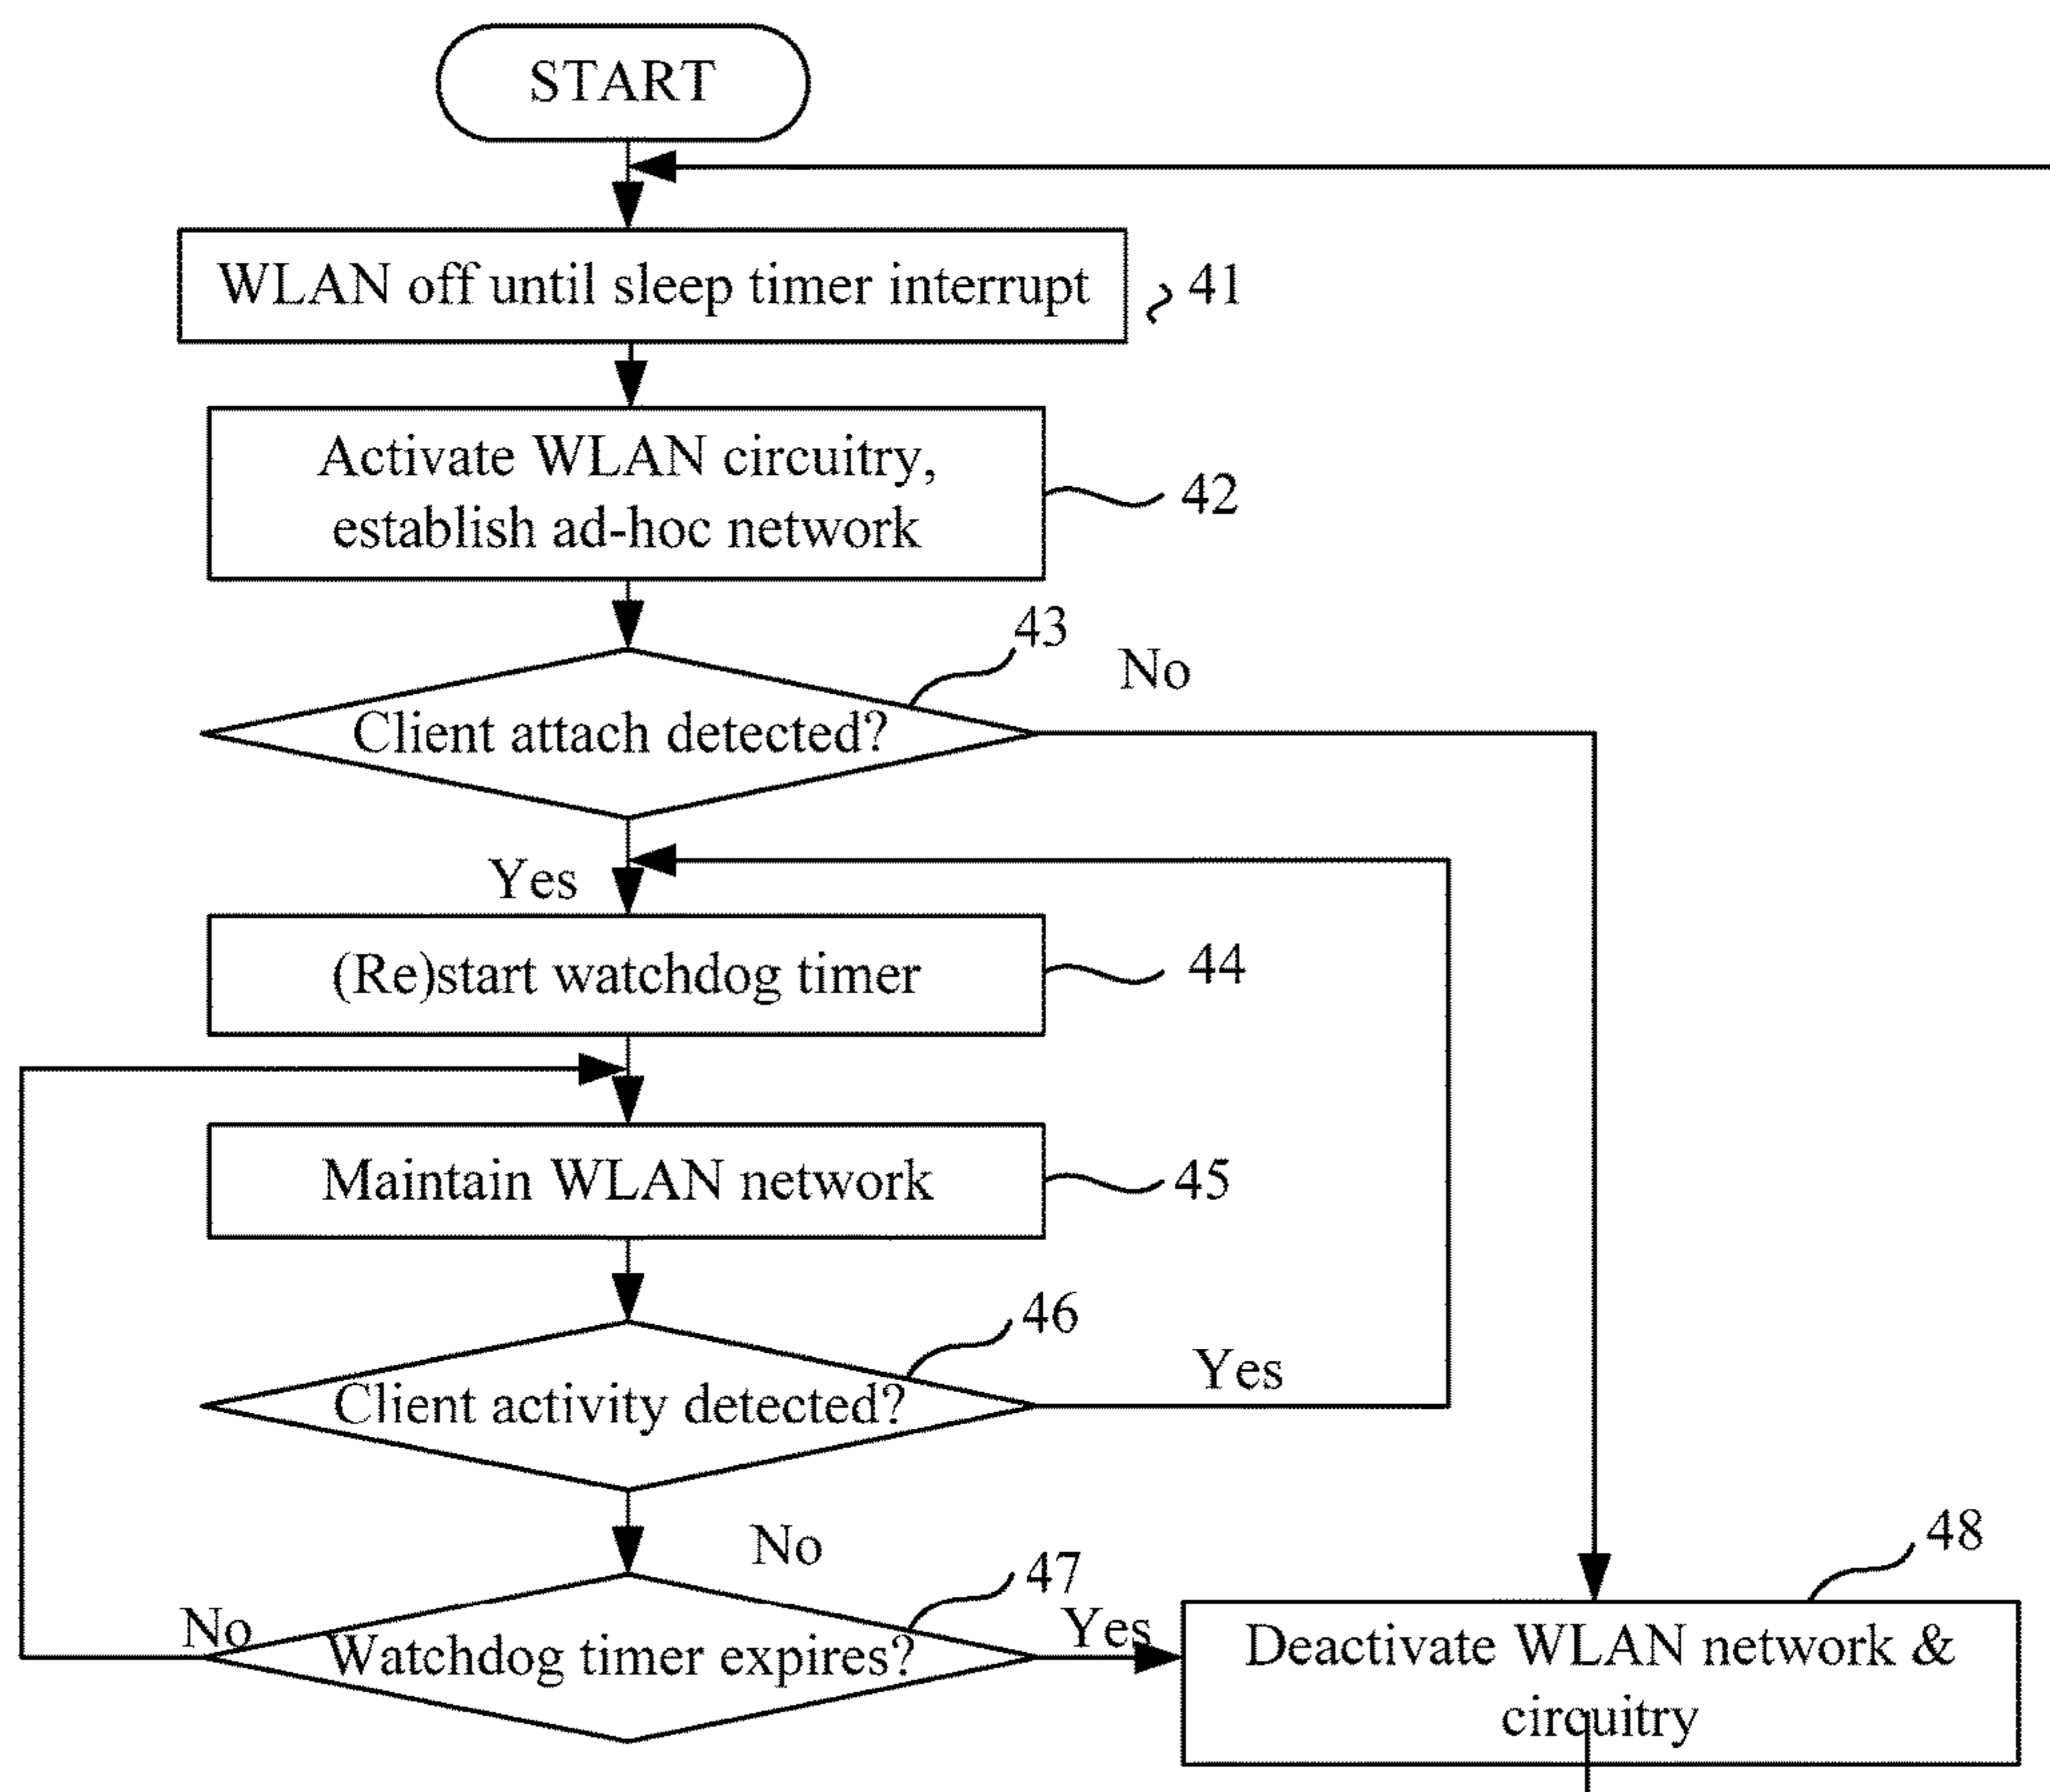 START
WLAN off until sleep timer interrupt
41
Activate WLAN circuitry,
establish ad-hoc network
42
43
No
Client attach detected?
Yes
(Re)start watchdog timer
44
Maintain WLAN network
45
46
Yes
Client activity detected?
No
47
48
No
Watchdog timer expires?
Yes
Deactivate WLAN network &
circuitry